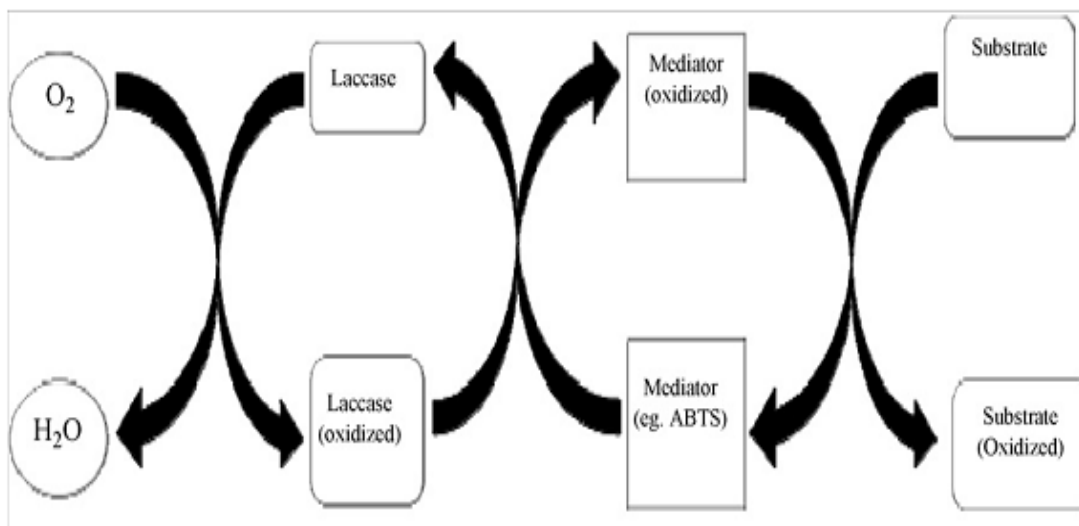 O₂
Laccase
Mediator
(oxidized)
Substrate
H₂O
Laccase
(oxidized)
Mediator
(eg. ABTS)
Substrate
(Oxidized)